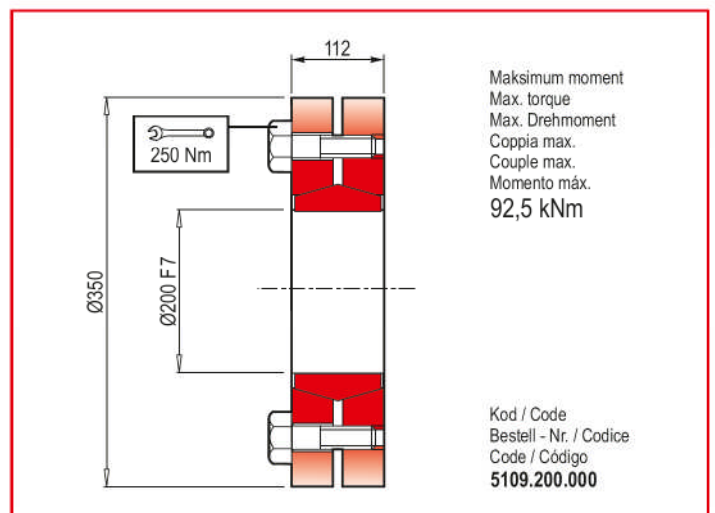 112
250 Nm
Ø350
Ø200 F7
Maksimum moment
Max. torque
Max. Drehmoment
Coppia max.
Couple max.
Momento máx.
92,5 kNm
Kod / Code
Bestell - Nr. / Codice
Code / Código
5109.200.000